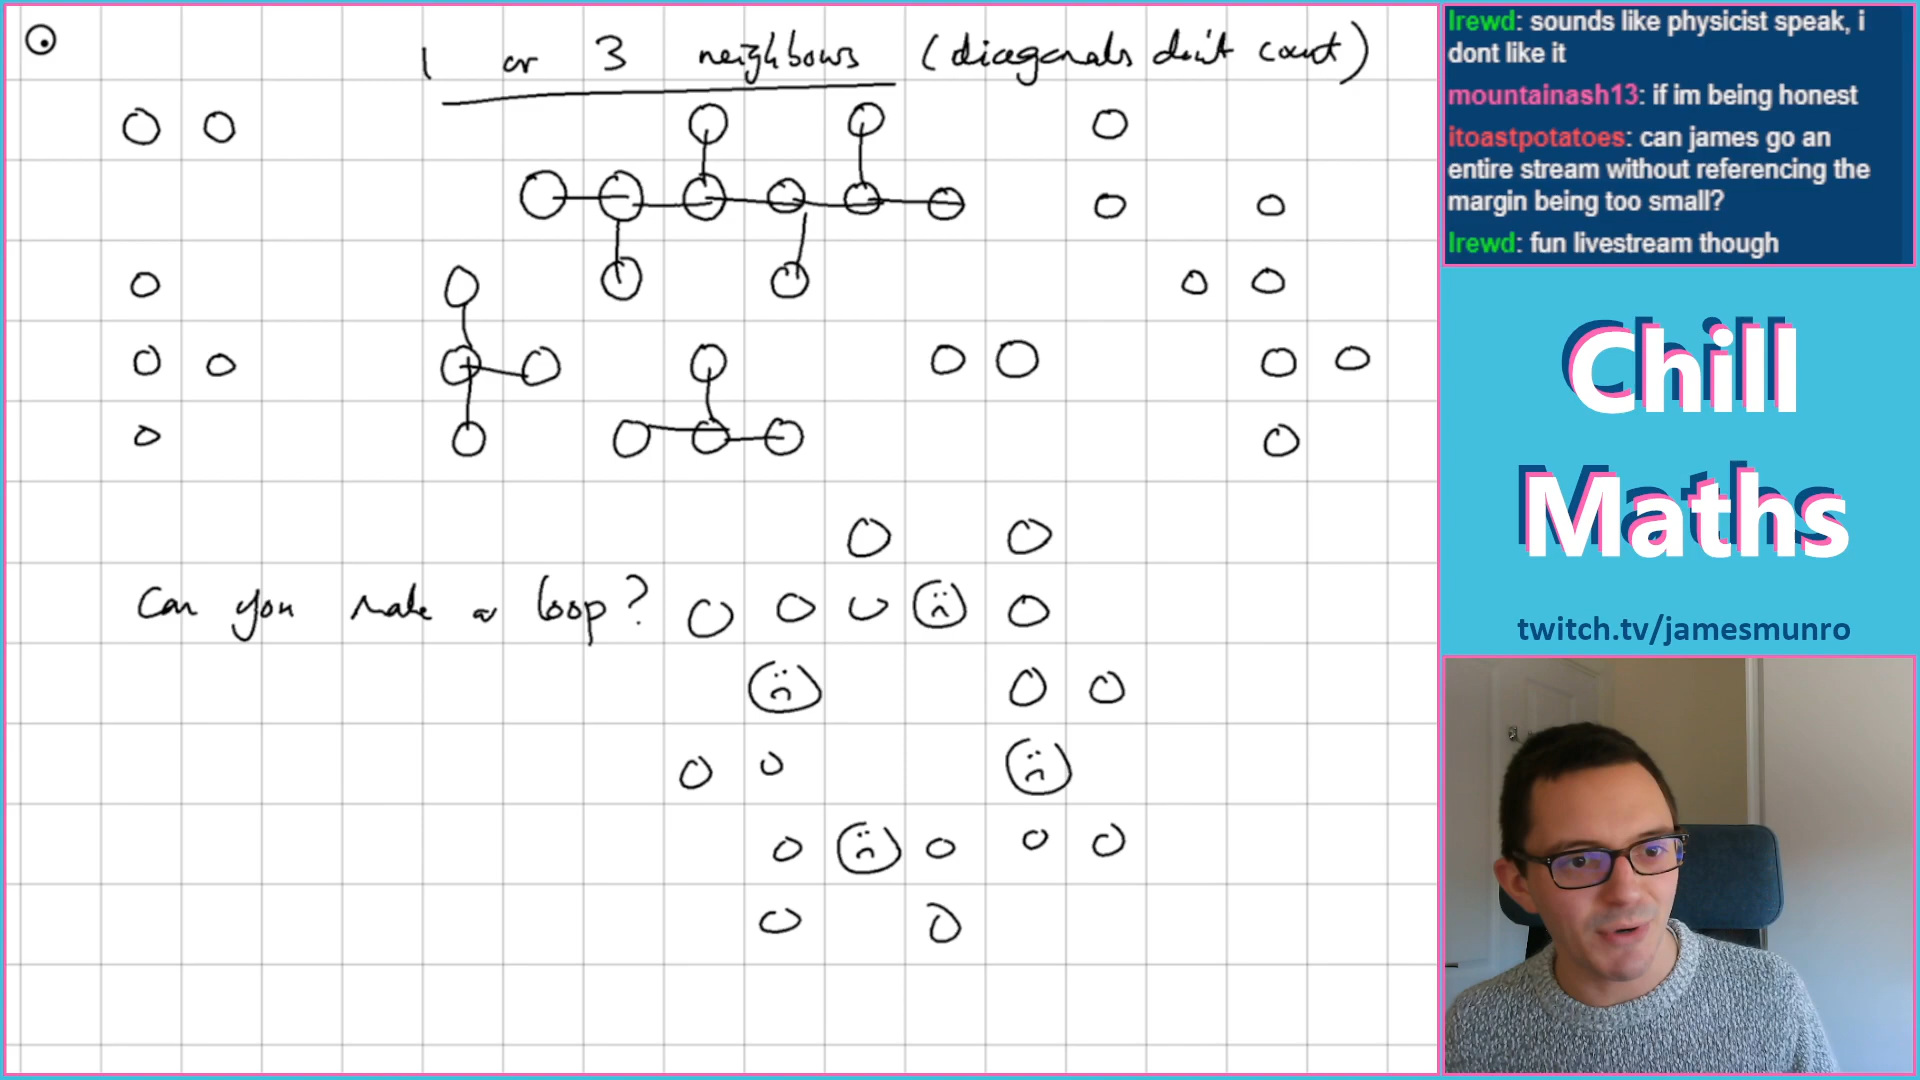 1 or 3 neighbours (diagonals don't count)
Can you make a loop?
lrewd: sounds like physicist speak, i
dont like it
mountainash13: if im being honest
itoastpotatoes: can james go an
entire stream without referencing the
margin being too small?
lrewd: fun livestream though
Chill
Maths
twitch.tv/jamesmunro